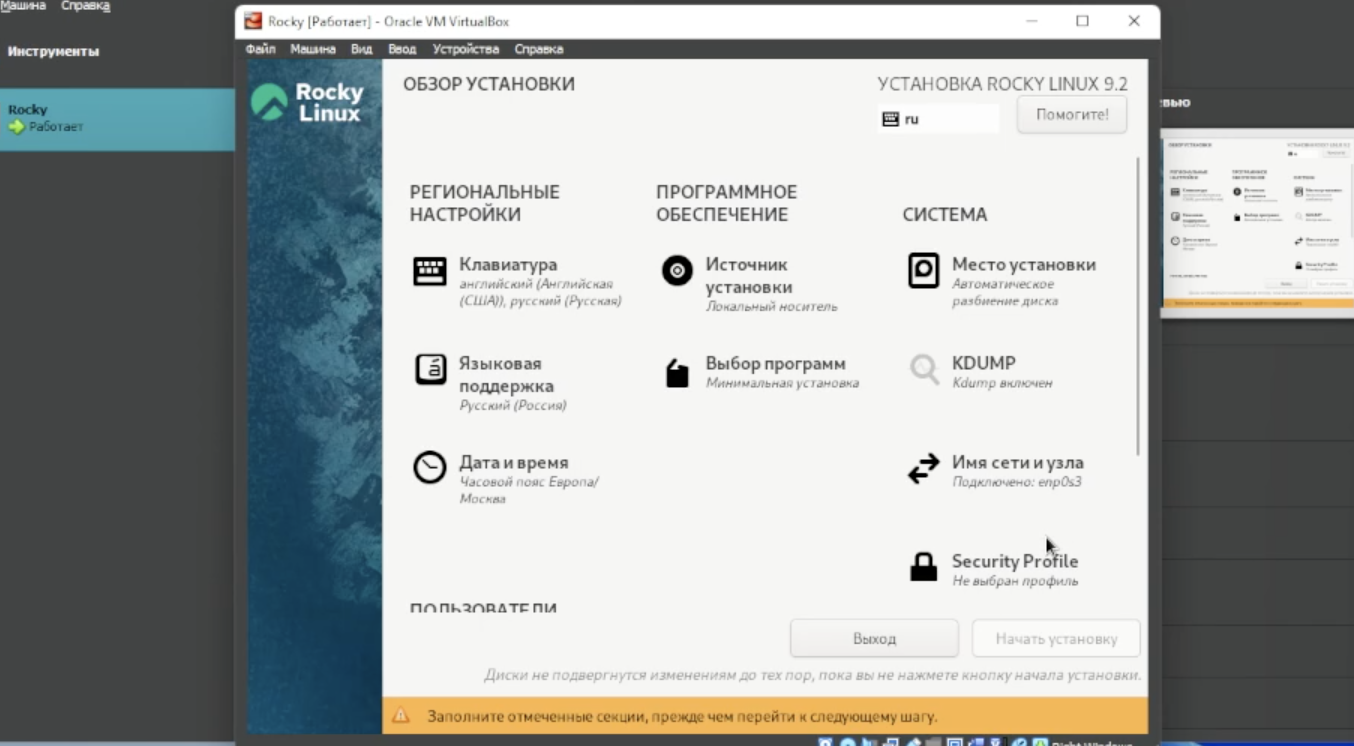 Машина Справка
Инструменты
Rocky
Работает
Rocky [Работает] - Oracle VM VirtualBox
Файл Машина Вид Ввод Устройства Справка
Rocky
Linux
ОБЗОР УСТАНОВКИ
УСТАНОВКА ROCKY LINUX 9.2
ru
Помогите!
РЕГИОНАЛЬНЫЕ
НАСТРОЙКИ
Клавиатура
английский (Английская
(США)), русский (Русская)
Языковая
поддержка
Русский (Россия)
Дата и время
Часовой пояс Европа/
Москва
ПРОГРАММНОЕ
ОБЕСПЕЧЕНИЕ
Источник
установки
Локальный носитель
Выбор программ
Минимальная установка
СИСТЕМА
Место установки
Автоматическое
разбиение диска
KDUMP
Kdump включен
Имя сети и узла
Подключено: enp0s3
Security Profile
Не выбран профиль
ПОЛЬЗОВАТЕЛИ
Выход
Начать установку
Диски не подвергнутся изменениям до тех пор, пока вы не нажмете кнопку начала установки.
Заполните отмеченные секции, прежде чем перейти к следующему шагу.
Right Windows